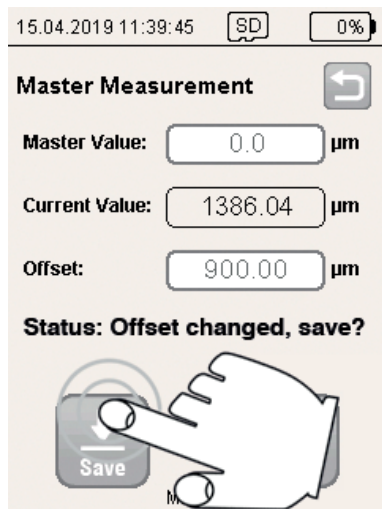 15.04.2019 11:39:45 SD 0%
Master Measurement
Master Value: 0.0 µm
Current Value: 1386.04 µm
Offset: 900.00 µm
Status: Offset changed, save?
Save